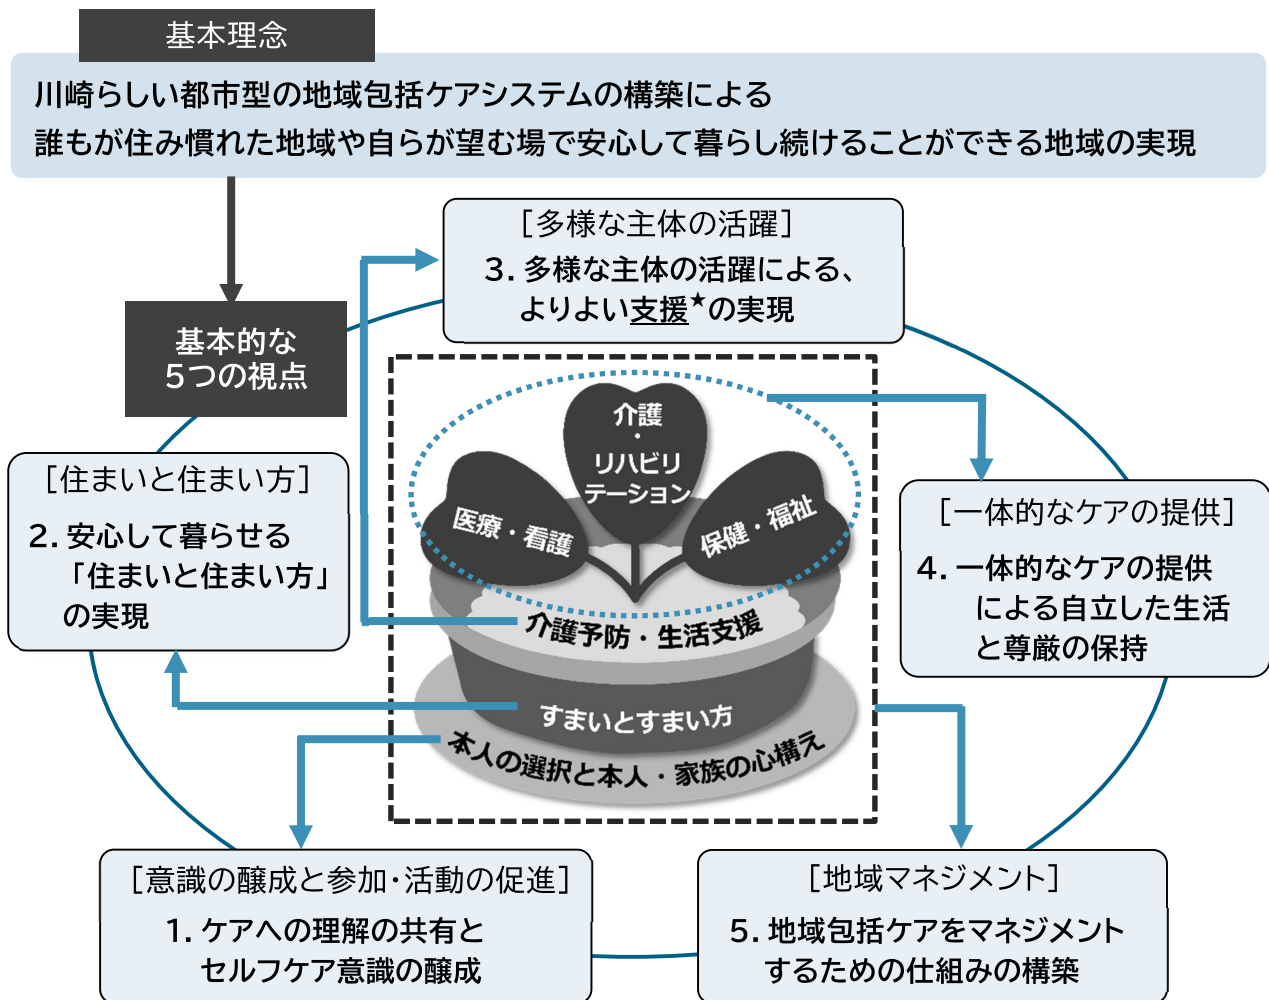 基本理念
川崎らしい都市型の地域包括ケアシステムの構築による
誰もが住み慣れた地域や自らが望む場で安心して暮らし続けることができる地域の実現
基本的な
5つの視点
[多様な主体の活躍]
3. 多様な主体の活躍による、
よりよい支援★の実現
[住まいと住まい方]
2. 安心して暮らせる
「住まいと住まい方」
の実現
介護
・
リハビリ
テーション
医療・看護
保健・福祉
介護予防・生活支援
すまいとすまい方
本人の選択と本人・家族の心構え
[一体的なケアの提供]
4. 一体的なケアの提供
による自立した生活
と尊厳の保持
[意識の醸成と参加・活動の促進]
1. ケアへの理解の共有と
セルフケア意識の醸成
[地域マネジメント]
5. 地域包括ケアをマネジメント
するための仕組みの構築